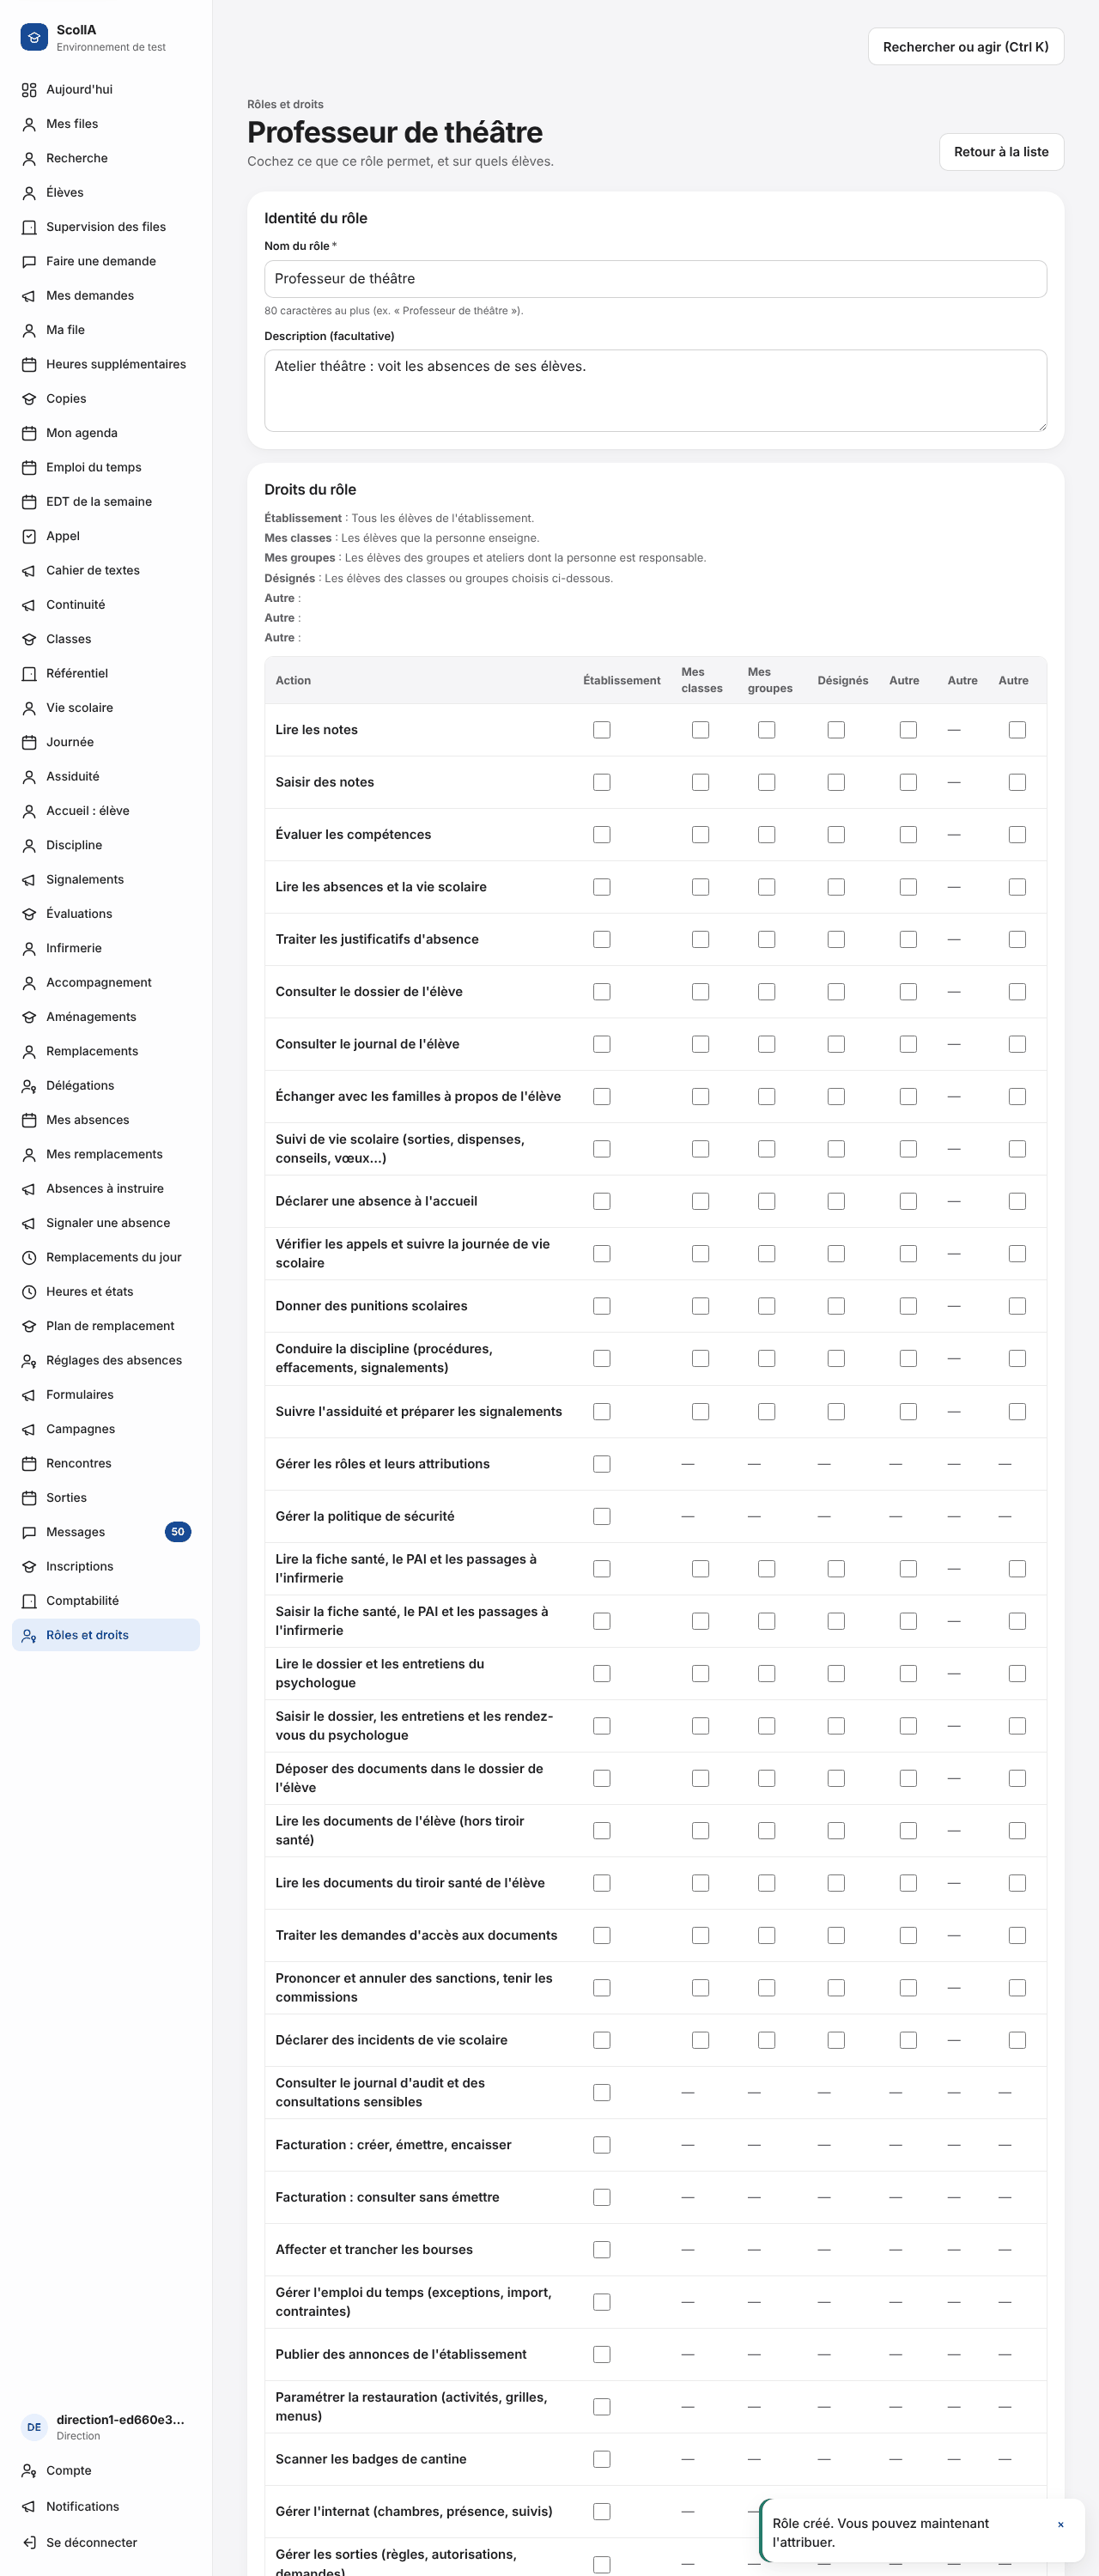 ScolIA
Environnement de test
Aujourd'hui
Mes files
Recherche
Élèves
Supervision des files
Faire une demande
Mes demandes
Ma file
Heures supplémentaires
Copies
Mon agenda
Emploi du temps
EDT de la semaine
Appel
Cahier de textes
Continuité
Classes
Référentiel
Vie scolaire
Journée
Assiduité
Accueil : élève
Discipline
Signalements
Évaluations
Infirmerie
Accompagnement
Aménagements
Remplacements
Délégations
Mes absences
Mes remplacements
Absences à instruire
Signaler une absence
Remplacements du jour
Heures et états
Plan de remplacement
Réglages des absences
Formulaires
Campagnes
Rencontres
Sorties
Messages 50
Inscriptions
Comptabilité
Rôles et droits
DE direction1-ed660e3...
Direction
Compte
Notifications
Se déconnecter
Rechercher ou agir (Ctrl K)
Rôles et droits
Professeur de théâtre
Cochez ce que ce rôle permet, et sur quels élèves.
Retour à la liste
Identité du rôle
Nom du rôle *
Professeur de théâtre
80 caractères au plus (ex. « Professeur de théâtre »).
Description (facultative)
Atelier théâtre : voit les absences de ses élèves.
Droits du rôle
Établissement : Tous les élèves de l'établissement.
Mes classes : Les élèves que la personne enseigne.
Mes groupes : Les élèves des groupes et ateliers dont la personne est responsable.
Désignés : Les élèves des classes ou groupes choisis ci-dessous.
Autre :
Autre :
Autre :
Action Établissement Mes classes Mes groupes Désignés Autre Autre Autre
Lire les notes —
Saisir des notes —
Évaluer les compétences —
Lire les absences et la vie scolaire —
Traiter les justificatifs d'absence —
Consulter le dossier de l'élève —
Consulter le journal de l'élève —
Échanger avec les familles à propos de l'élève —
Suivi de vie scolaire (sorties, dispenses,
conseils, vœux...) —
Déclarer une absence à l'accueil —
Vérifier les appels et suivre la journée de vie
scolaire —
Donner des punitions scolaires —
Conduire la discipline (procédures,
effacements, signalements) —
Suivre l'assiduité et préparer les signalements —
Gérer les rôles et leurs attributions — — — — — —
Gérer la politique de sécurité — — — — — —
Lire la fiche santé, le PAI et les passages à
l'infirmerie —
Saisir la fiche santé, le PAI et les passages à
l'infirmerie —
Lire le dossier et les entretiens du
psychologue —
Saisir le dossier, les entretiens et les rendez-
vous du psychologue —
Déposer des documents dans le dossier de
l'élève —
Lire les documents de l'élève (hors tiroir
santé) —
Lire les documents du tiroir santé de l'élève —
Traiter les demandes d'accès aux documents —
Prononcer et annuler des sanctions, tenir les
commissions —
Déclarer des incidents de vie scolaire —
Consulter le journal d'audit et des
consultations sensibles — — — — — —
Facturation : créer, émettre, encaisser — — — — — —
Facturation : consulter sans émettre — — — — — —
Affecter et trancher les bourses — — — — — —
Gérer l'emploi du temps (exceptions, import,
contraintes) — — — — — —
Publier des annonces de l'établissement — — — — — —
Paramétrer la restauration (activités, grilles,
menus) — — — — — —
Scanner les badges de cantine — — — — — —
Gérer l'internat (chambres, présence, suivis) — —
Gérer les sorties (règles, autorisations,
demandes) — — — — — —
Rôle créé. Vous pouvez maintenant
l'attribuer.
×